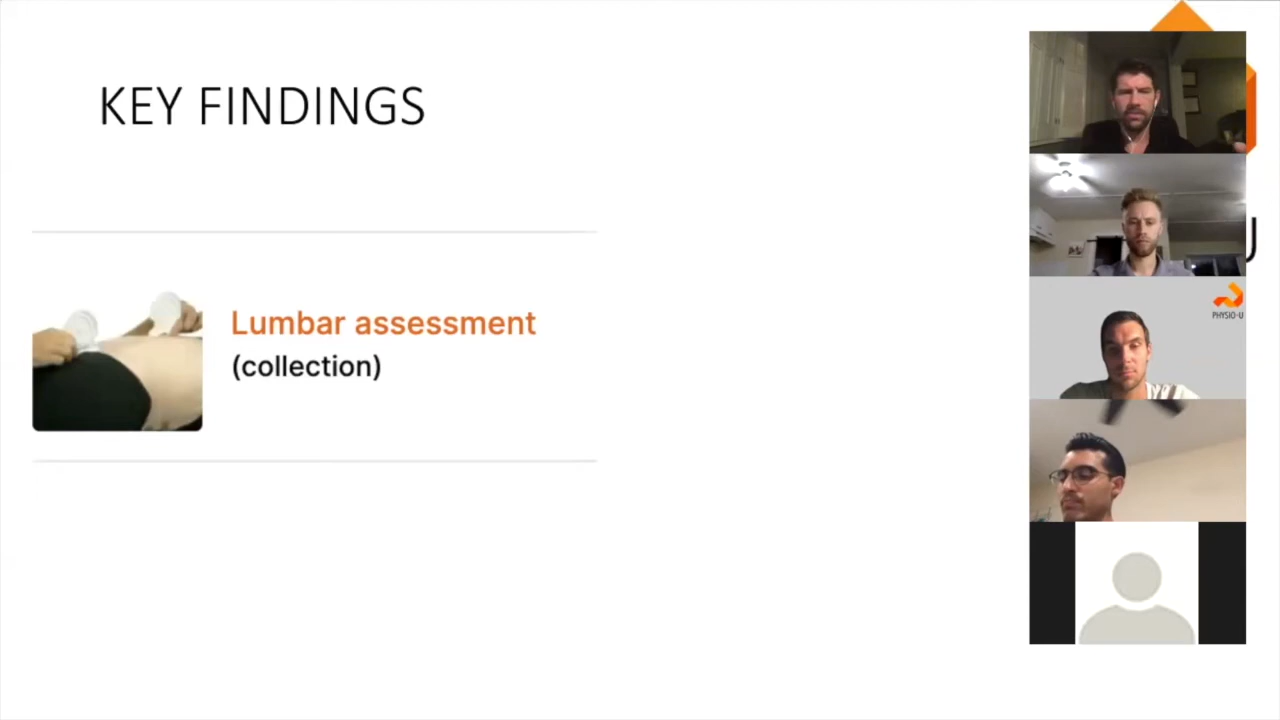 KEY FINDINGS
Lumbar assessment
(collection)
PHYSIO-U
U